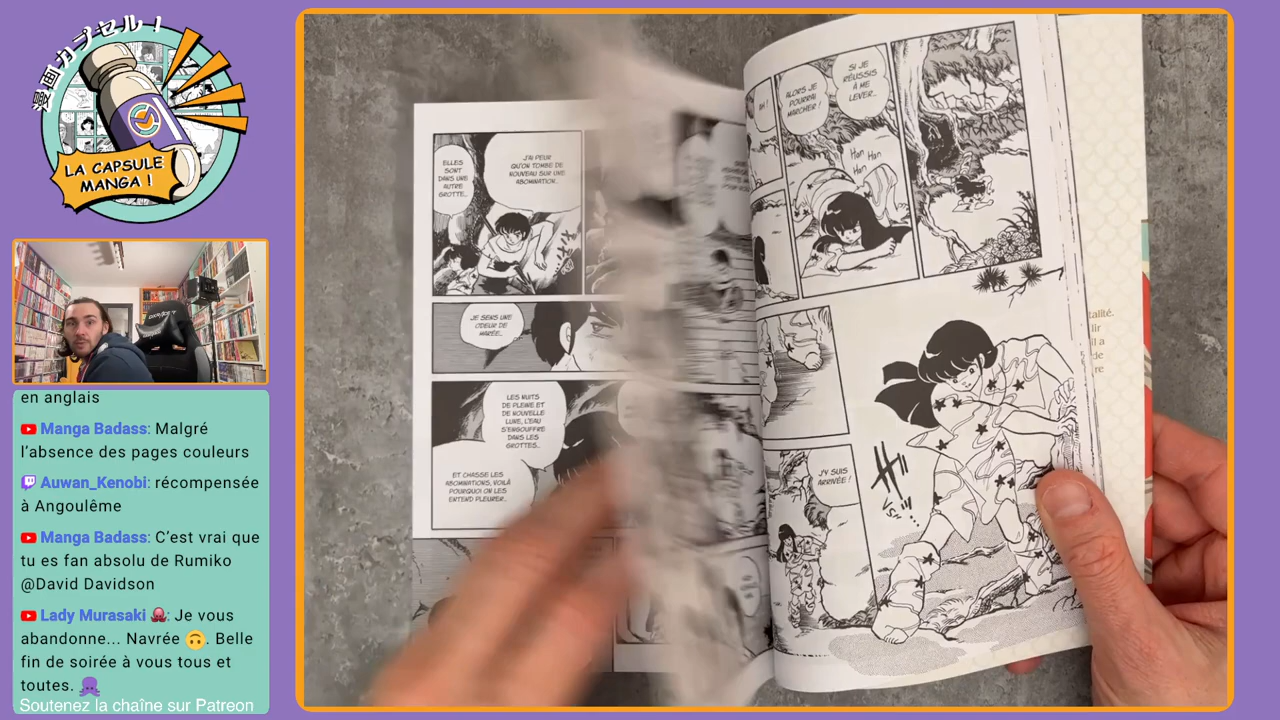 漫画カプセル!
LA CAPSULE
MANGA !
en anglais
Manga Badass: Malgré
l'absence des pages couleurs
Auwan_Kenobi: récompensée
à Angoulême
Manga Badass: C'est vrai que
tu es fan absolu de Rumiko
@David Davidson
Lady Murasaki 🐙: Je vous
abandonne... Navrée 🙃. Belle
fin de soirée à vous tous et
toutes.
Soutenez la chaîne sur Patreon
ELLES
SONT
DANS UNE
AUTRE
GROTTE...
J'AI PEUR
QU'ON TOMBE DE
NOUVEAU SUR UNE
ABOMINATION...
JE SENS UNE
ODEUR DE
MARÉE...
LES NUITS
DE PLEINE ET
DE NOUVELLE
LUNE, L'EAU
S'ENGOUFFRE
DANS LES
GROTTES...
ET CHASSE LES
ABOMINATIONS, VOILÀ
POURQUOI ON LES
ENTEND PLEURER...
ALORS JE
POURRAI
MARCHER !
SI JE
RÉUSSIS
À ME
LEVER...
Han
Han
Han
Han
J'Y SUIS
ARRIVÉE !
talité.